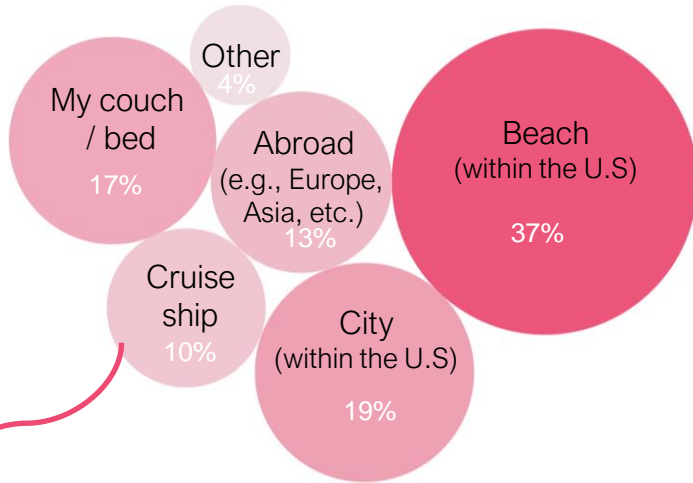 Other
4%
My couch
/ bed
17%
Abroad
(e.g., Europe,
Asia, etc.)
13%
Beach
(within the U.S)
37%
Cruise
ship
10%
City
(within the U.S)
19%